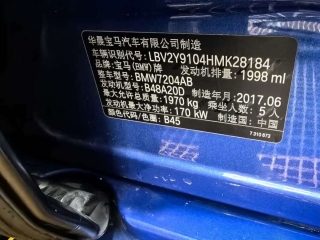 华晨宝马汽车有限公司制造
车辆识别代号: LBV2Y9104HMK28184
品牌: 宝马(BMW)牌 发动机排量: 1998 ml
整车型号: BMW7204AB
发动机型号: B48A20D 制造年月: 2017.06
最大允许总质量: 1970 kg 乘坐人数: 5人
发动机最大净功率: 170 kW 制造国: 中国
颜色代码/色圈: B45
7 310 673